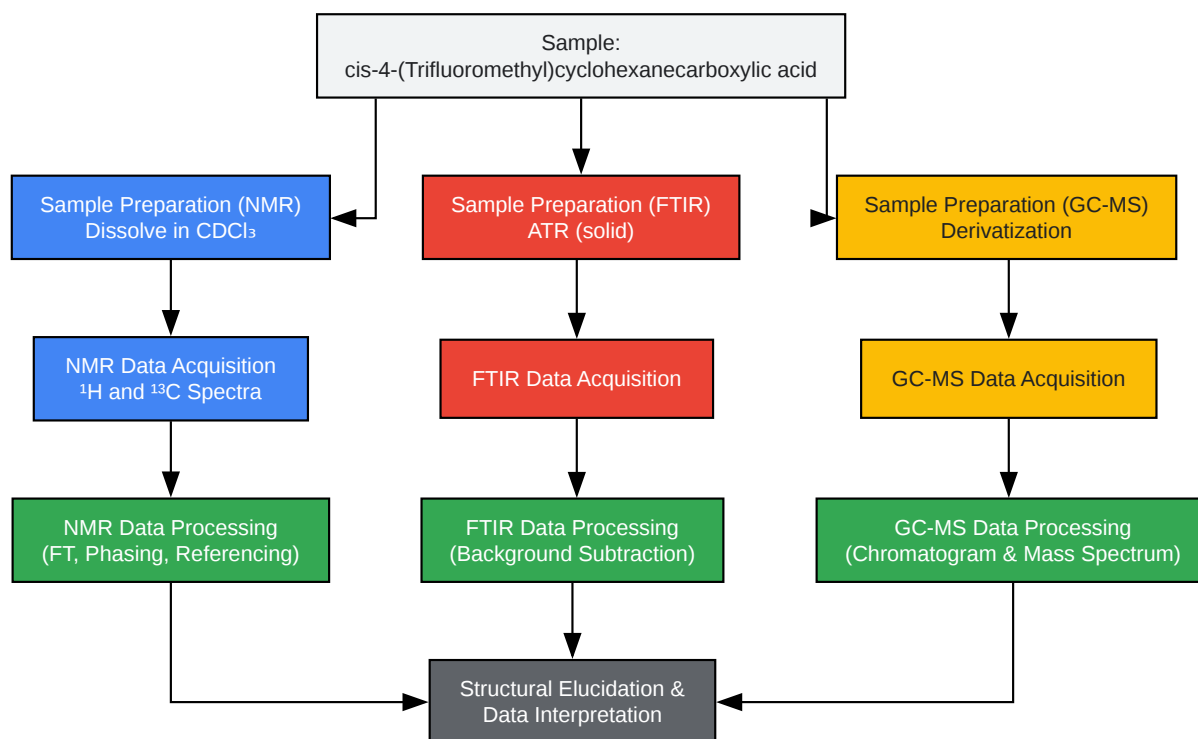 Sample:
cis-4-(Trifluoromethyl)cyclohexanecarboxylic acid
Sample Preparation (NMR)
Dissolve in CDCl₃
Sample Preparation (FTIR)
ATR (solid)
Sample Preparation (GC-MS)
Derivatization
NMR Data Acquisition
¹H and ¹³C Spectra
FTIR Data Acquisition
GC-MS Data Acquisition
NMR Data Processing
(FT, Phasing, Referencing)
FTIR Data Processing
(Background Subtraction)
GC-MS Data Processing
(Chromatogram & Mass Spectrum)
Structural Elucidation &
Data Interpretation